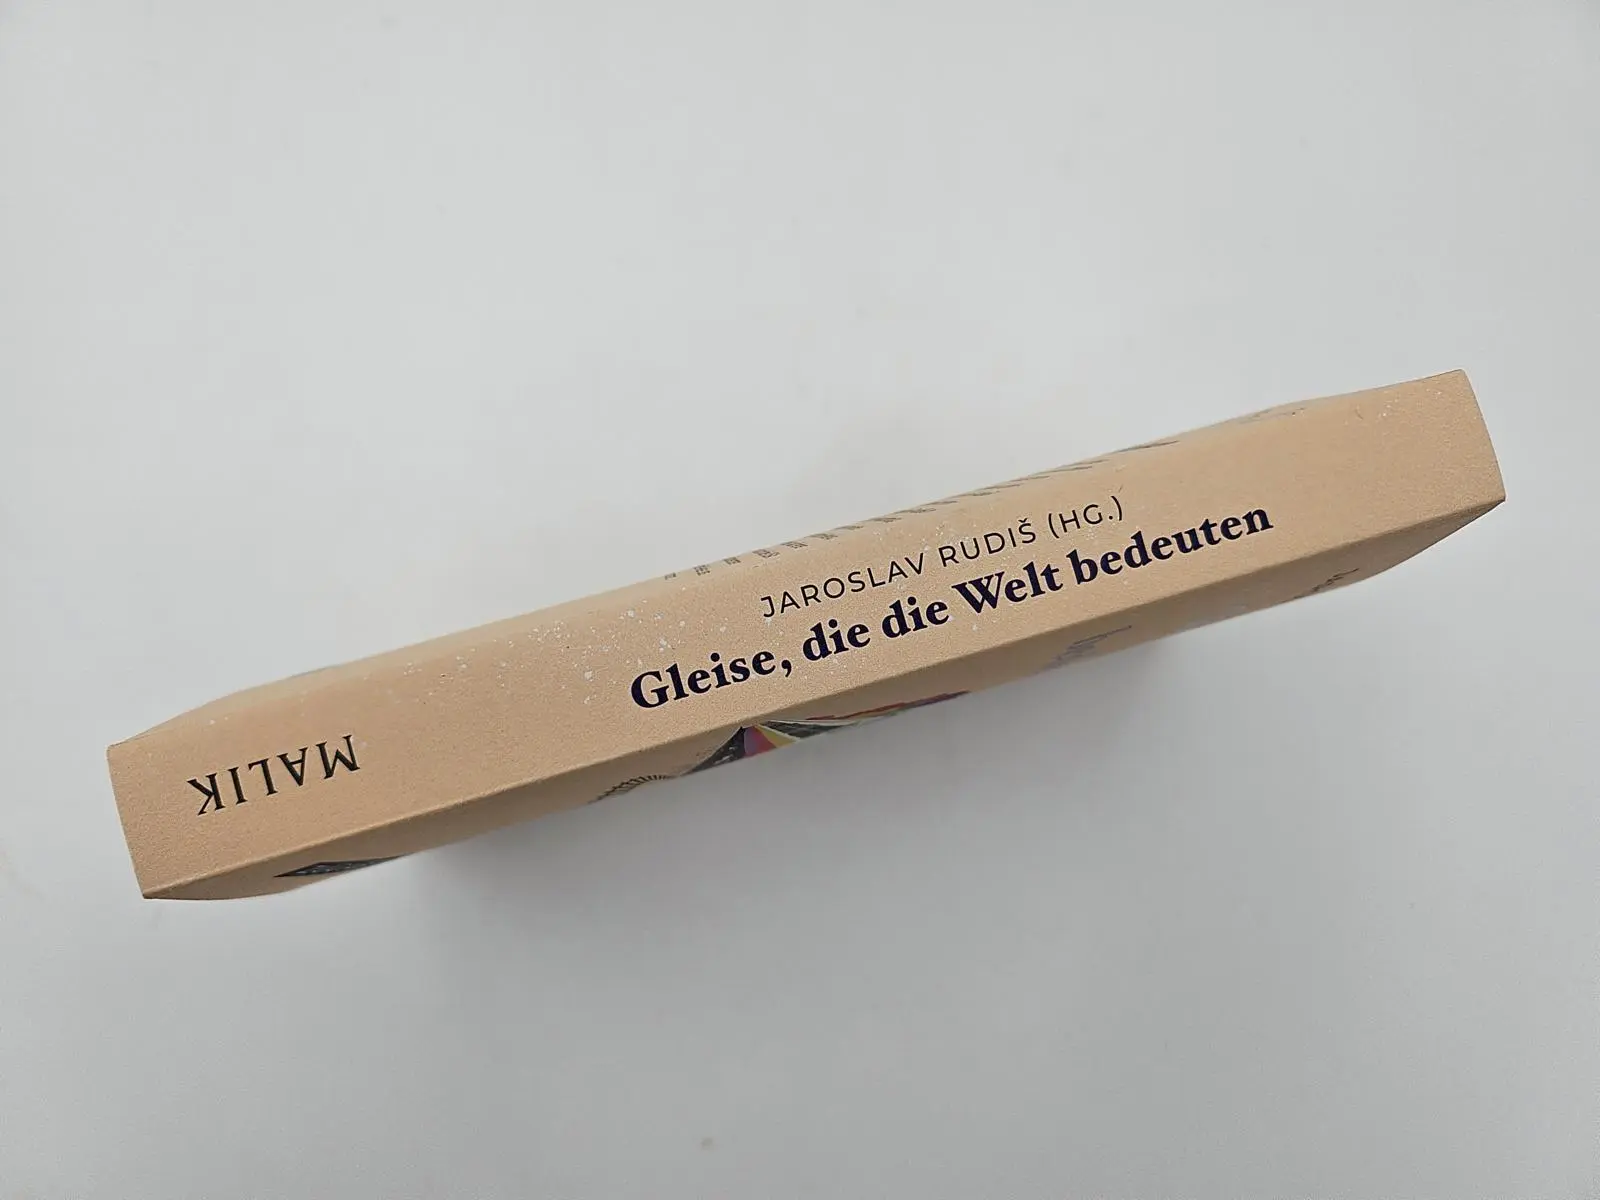 JAROSLAV RUDIŠ (HG.)
Gleise, die die Welt bedeuten
MALIK